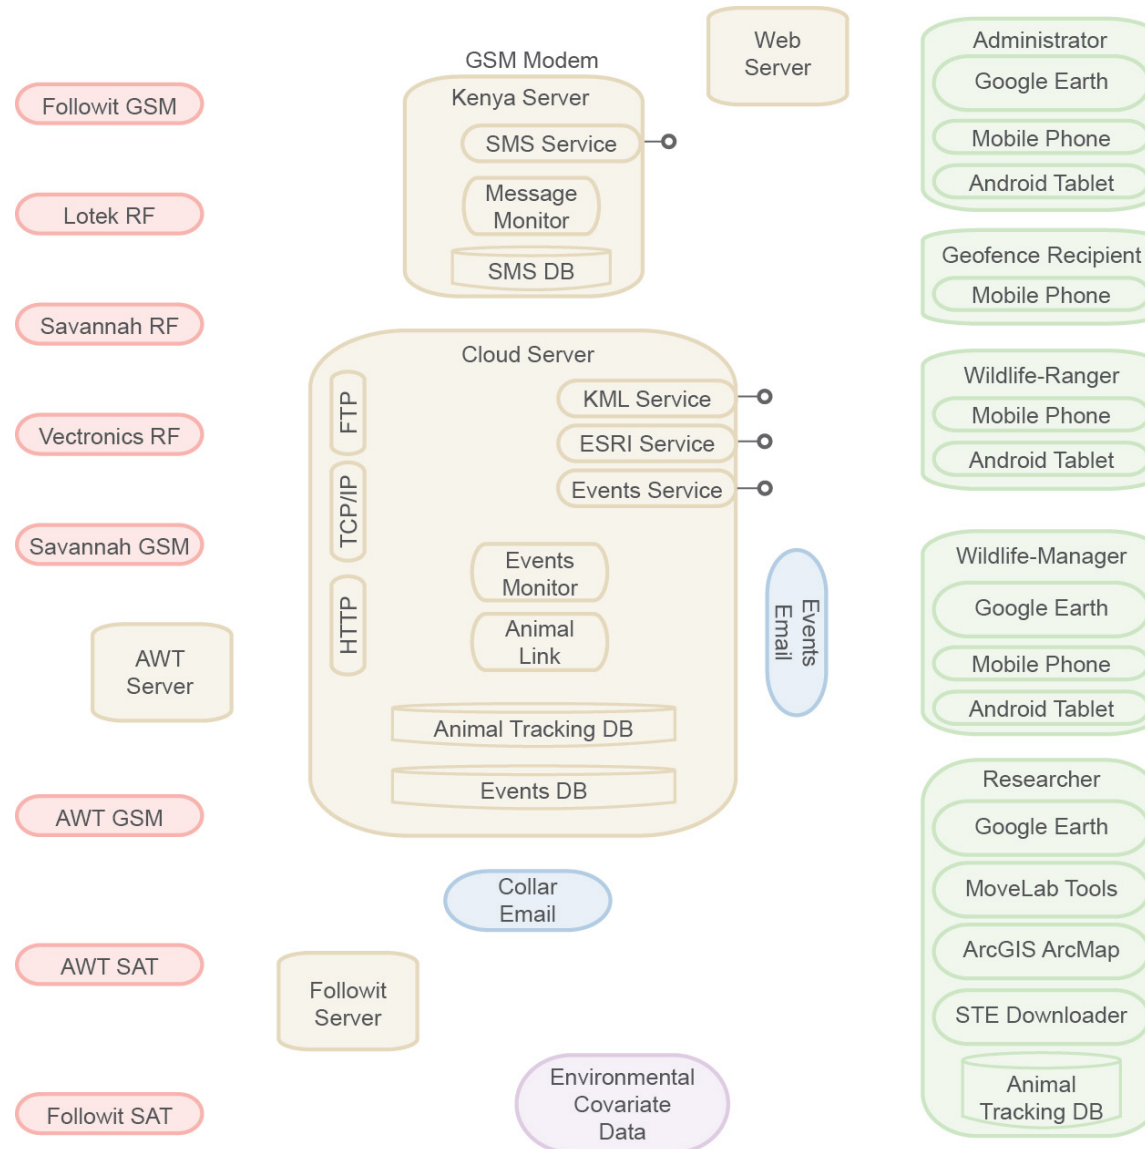 Followit GSM
Lotek RF
Savannah RF
Vectronics RF
Savannah GSM
AWT
Server
AWT GSM
AWT SAT
Followit SAT
GSM Modem
Kenya Server
SMS Service
Message
Monitor
SMS DB
Web
Server
Cloud Server
FTP
TCP/IP
HTTP
KML Service
ESRI Service
Events Service
Events
Monitor
Animal
Link
Animal Tracking DB
Events DB
Events
Email
Collar
Email
Followit
Server
Environmental
Covariate
Data
Administrator
Google Earth
Mobile Phone
Android Tablet
Geofence Recipient
Mobile Phone
Wildlife-Ranger
Mobile Phone
Android Tablet
Wildlife-Manager
Google Earth
Mobile Phone
Android Tablet
Researcher
Google Earth
MoveLab Tools
ArcGIS ArcMap
STE Downloader
Animal
Tracking DB